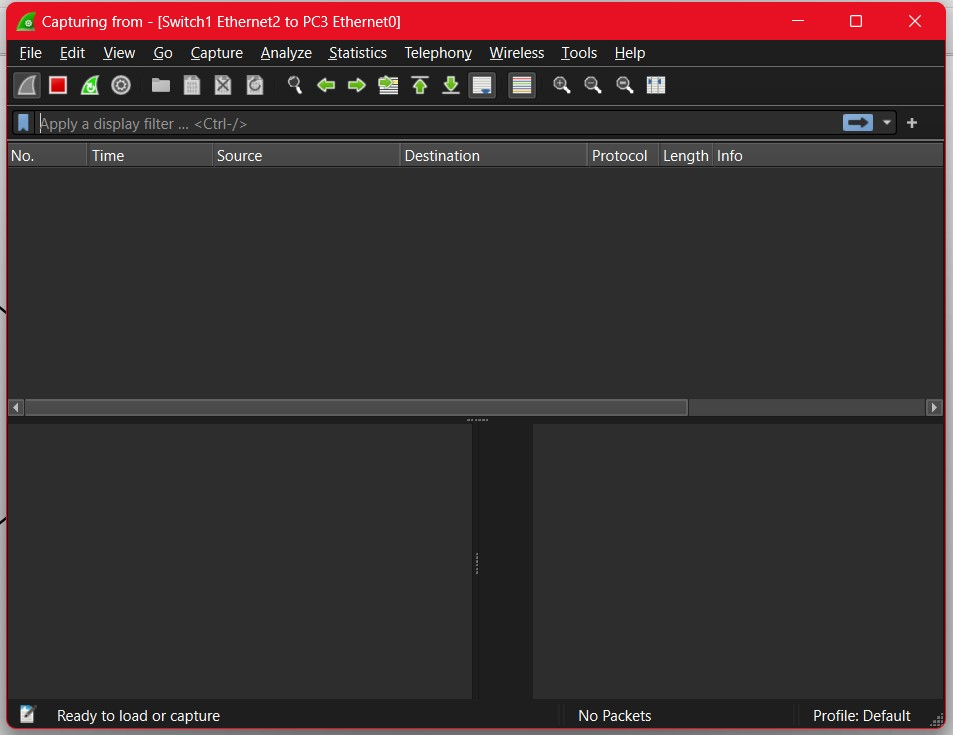 Capturing from - [Switch1 Ethernet2 to PC3 Ethernet0]
File Edit View Go Capture Analyze Statistics Telephony Wireless Tools Help
Apply a display filter ... <Ctrl-/>
No. Time Source Destination Protocol Length Info
Ready to load or capture No Packets Profile: Default